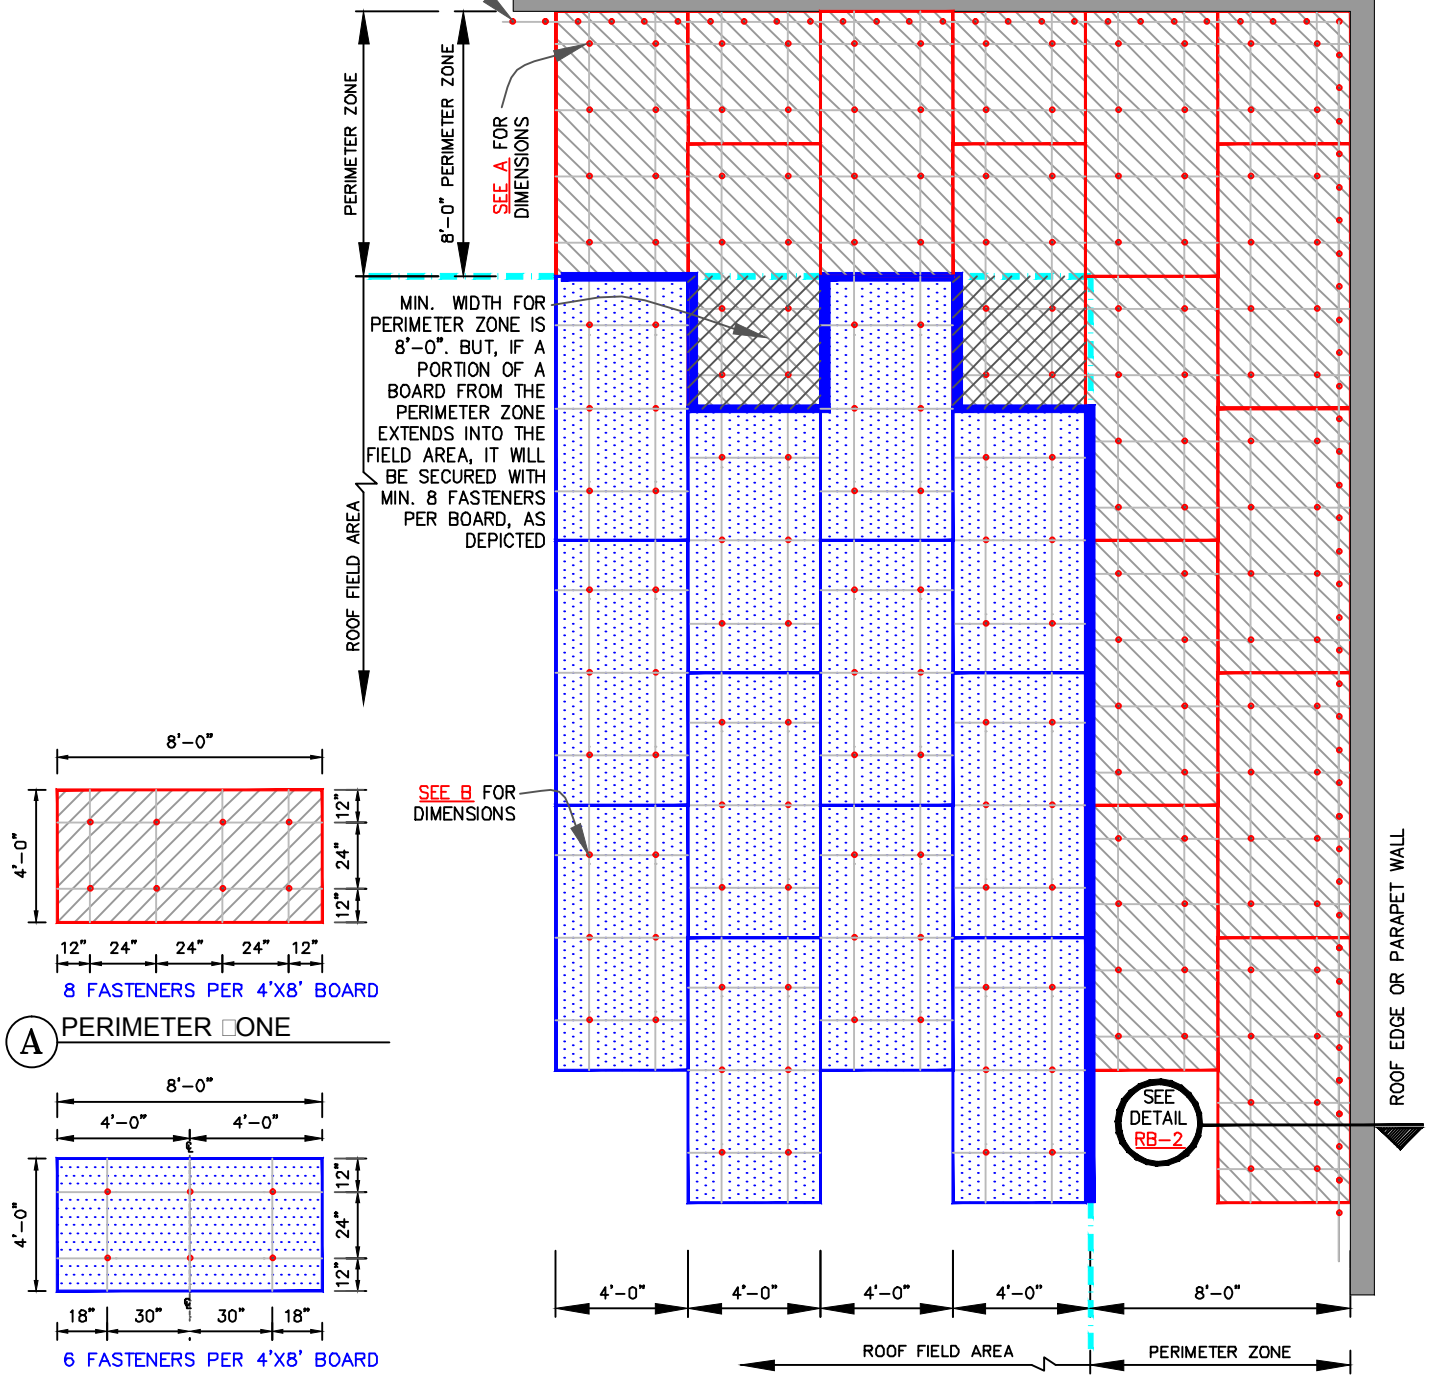 PERIMETER ZONE
8'-0" PERIMETER ZONE
SEE A FOR
DIMENSIONS
MIN. WIDTH FOR
PERIMETER ZONE IS
8'-0". BUT, IF A
PORTION OF A
BOARD FROM THE
PERIMETER ZONE
EXTENDS INTO THE
FIELD AREA, IT WILL
BE SECURED WITH
MIN. 8 FASTENERS
PER BOARD, AS
DEPICTED
ROOF FIELD AREA
SEE B FOR
DIMENSIONS
8'-0"
4'-0"
12"
24"
12"
12" 24" 24" 24" 12"
8 FASTENERS PER 4'X8' BOARD
A PERIMETER □ONE
8'-0"
4'-0" 4'-0"
℄
4'-0"
12"
24"
12"
℄
18" 30" 30" 18"
6 FASTENERS PER 4'X8' BOARD
ROOF EDGE OR PARAPET WALL
SEE
DETAIL
RB-2
4'-0" 4'-0" 4'-0" 4'-0" 8'-0"
ROOF FIELD AREA PERIMETER ZONE